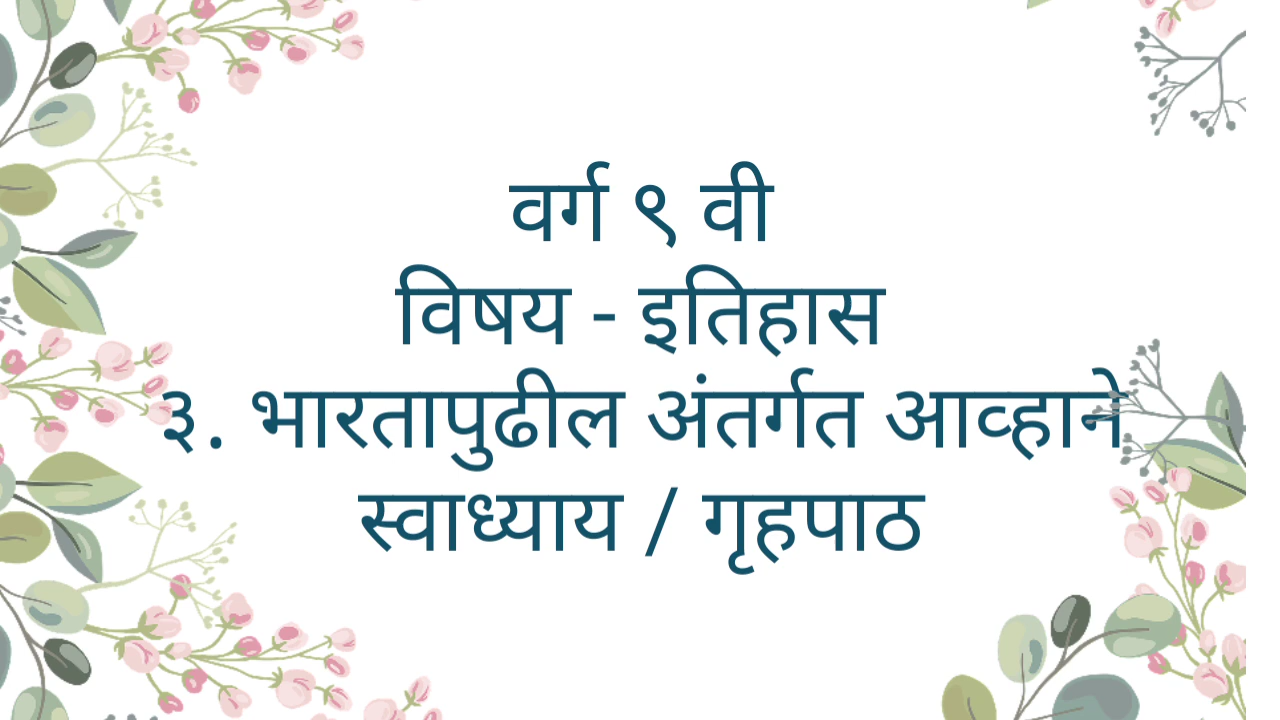 वर्ग ९ वी
विषय - इतिहास
३. भारतापुढील अंतर्गत आव्हाने
स्वाध्याय / गृहपाठ